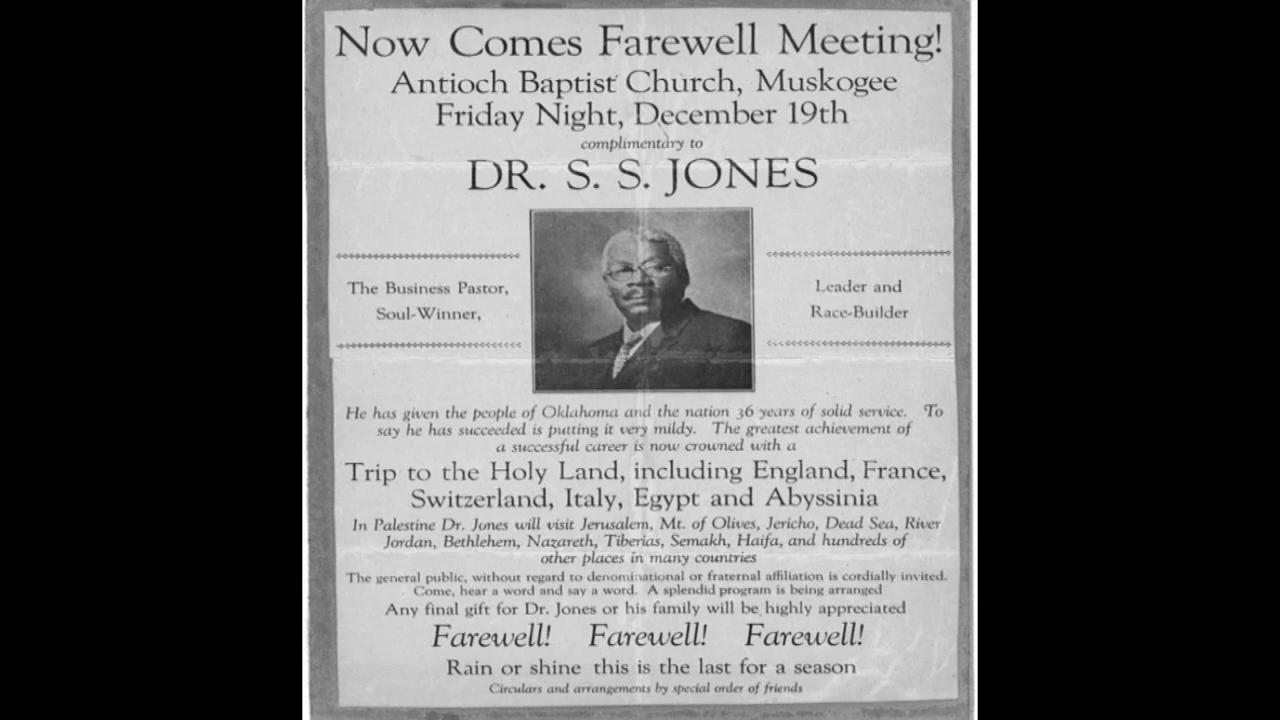 Now Comes Farewell Meeting!
Antioch Baptist Church, Muskogee
Friday Night, December 19th
complimentary to
DR. S. S. JONES
The Business Pastor,
Soul-Winner,
Leader and
Race-Builder
He has given the people of Oklahoma and the nation 36 years of solid service. To
say he has succeeded is putting it very mildly. The greatest achievement of
a successful career is now crowned with a
Trip to the Holy Land, including England, France,
Switzerland, Italy, Egypt and Abyssinia
In Palestine Dr. Jones will visit Jerusalem, Mt. of Olives, Jericho, Dead Sea, River
Jordan, Bethlehem, Nazareth, Tiberias, Semakh, Haifa, and hundreds of
other places in many countries
The general public, without regard to denominational or fraternal affiliation is cordially invited.
Come, hear a word and say a word. A splendid program is being arranged
Any final gift for Dr. Jones or his family will be highly appreciated
Farewell! Farewell! Farewell!
Rain or shine this is the last for a season
Circulars and arrangements by special order of friends